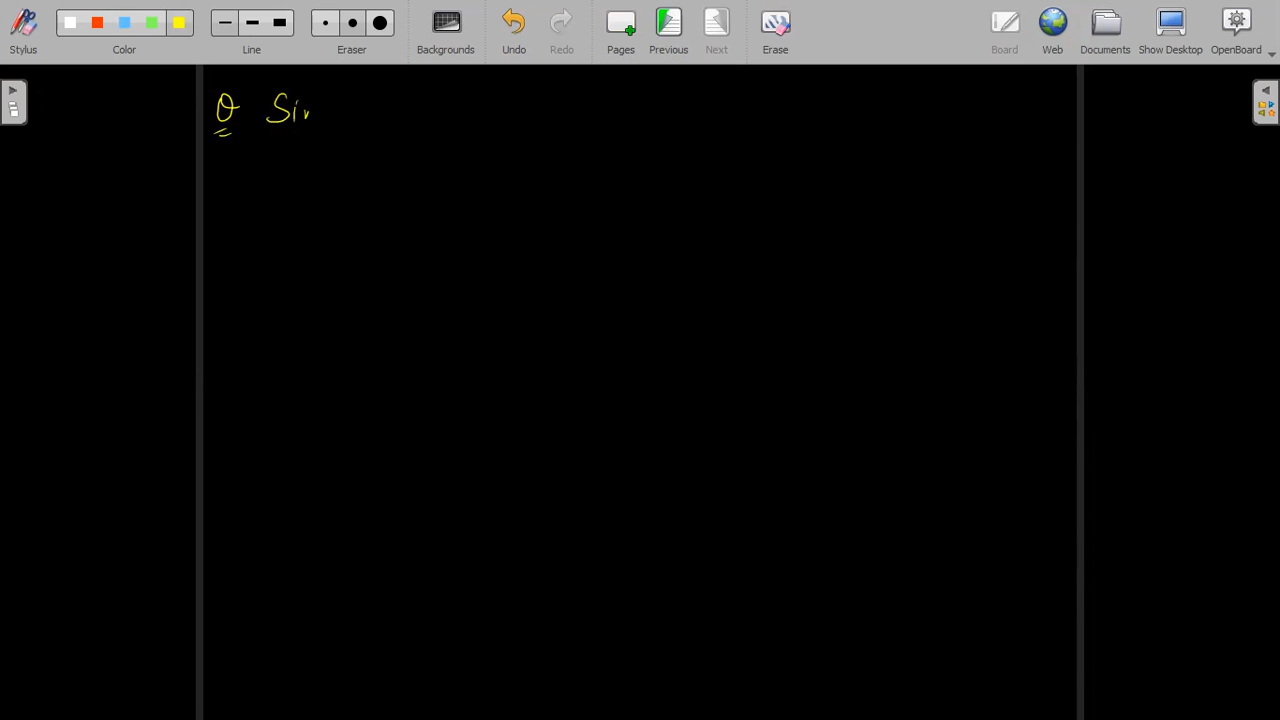 Stylus
Color
Line
Eraser
Backgrounds
Undo
Redo
Pages
Previous
Next
Erase
Board
Web
Documents
Show Desktop
OpenBoard
θ Si